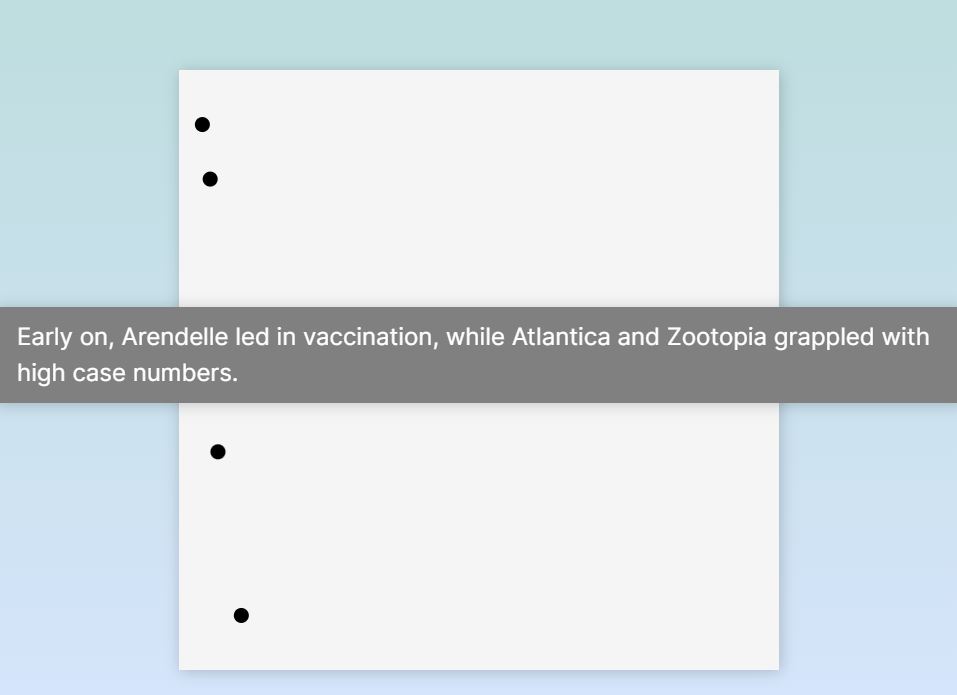 Early on, Arendelle led in vaccination, while Atlantica and Zootopia grappled with
high case numbers.